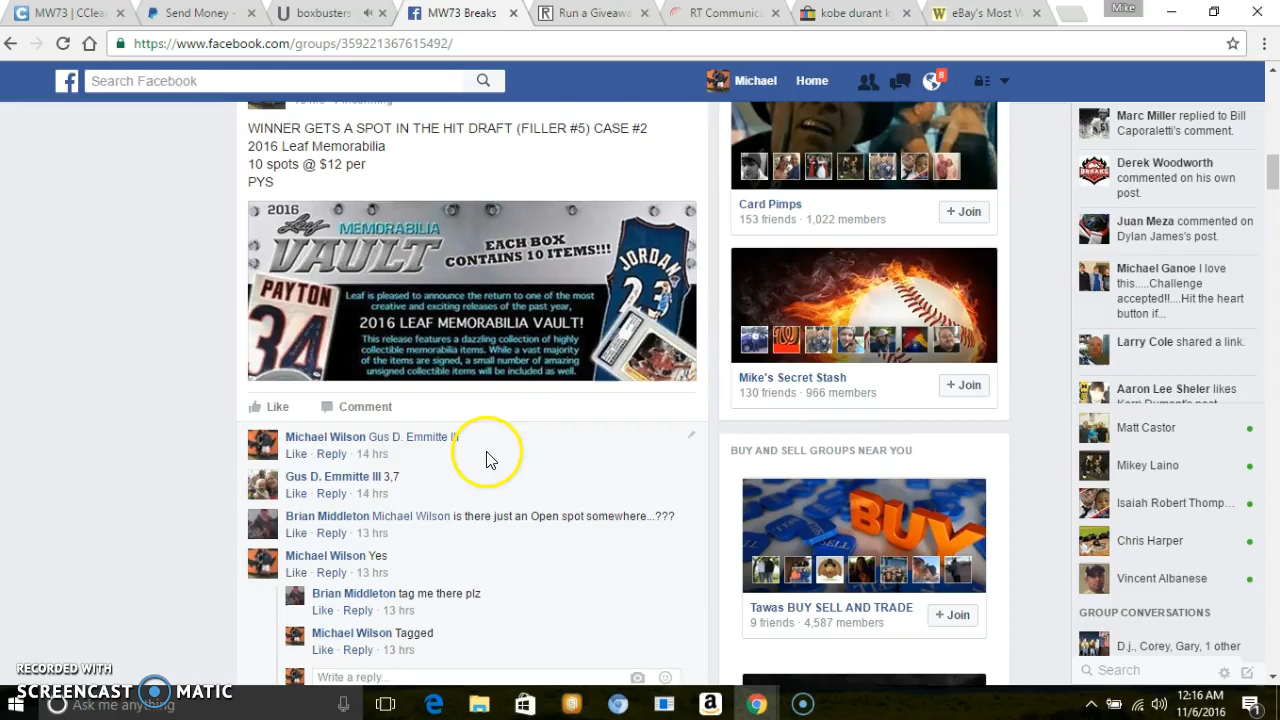 MW73 | CClea
Send Money -
boxbusters
MW73 Breaks
Run a Giveaw
RT Communica
kobe durant k
eBay's Most W
Mike
https://www.facebook.com/groups/359221367615492/
Search Facebook
Michael
Home
8
WINNER GETS A SPOT IN THE HIT DRAFT (FILLER #5) CASE #2
2016 Leaf Memorabilia
10 spots @ $12 per
PYS
2016
Leaf MEMORABILIA
VAULT
EACH BOX
CONTAINS 10 ITEMS!!!
JORDAN
23
PAYTON
34
Leaf is pleased to announce the return to one of the most
creative and exciting releases of the past year,
2016 LEAF MEMORABILIA VAULT!
This release features a dazzling collection of highly
collectible memorabilia items. While a vast majority
of the items are signed, a small number of amazing
unsigned collectible items will be included as well.
Like Comment
Michael Wilson Gus D. Emmitte III
Like · Reply · 14 hrs
Gus D. Emmitte III 3,7
Like · Reply · 14 hrs
Brian Middleton Michael Wilson is there just an Open spot somewhere...???
Like · Reply · 13 hrs
Michael Wilson Yes
Like · Reply · 13 hrs
Brian Middleton tag me there plz
Like · Reply · 13 hrs
Michael Wilson Tagged
Like · Reply · 13 hrs
Write a reply...
Card Pimps
153 friends · 1,022 members
+ Join
Mike's Secret Stash
130 friends · 966 members
+ Join
BUY AND SELL GROUPS NEAR YOU
BUY
Tawas BUY SELL AND TRADE
9 friends · 4,587 members
+ Join
Marc Miller replied to Bill
Caporaletti's comment.
Derek Woodworth
commented on his own
post.
Juan Meza commented on
Dylan James's post.
Michael Ganoe I love
this.....Challenge
accepted!!....Hit the heart
button if...
Larry Cole shared a link.
Aaron Lee Sheler likes
Matt Castor
Mikey Laino
Isaiah Robert Thomp...
Chris Harper
Vincent Albanese
GROUP CONVERSATIONS
D.j., Corey, Gary, 1 other
Search
RECORDED WITH
SCREENCAST MATIC
Ask me anything
12:16 AM
11/6/2016
1